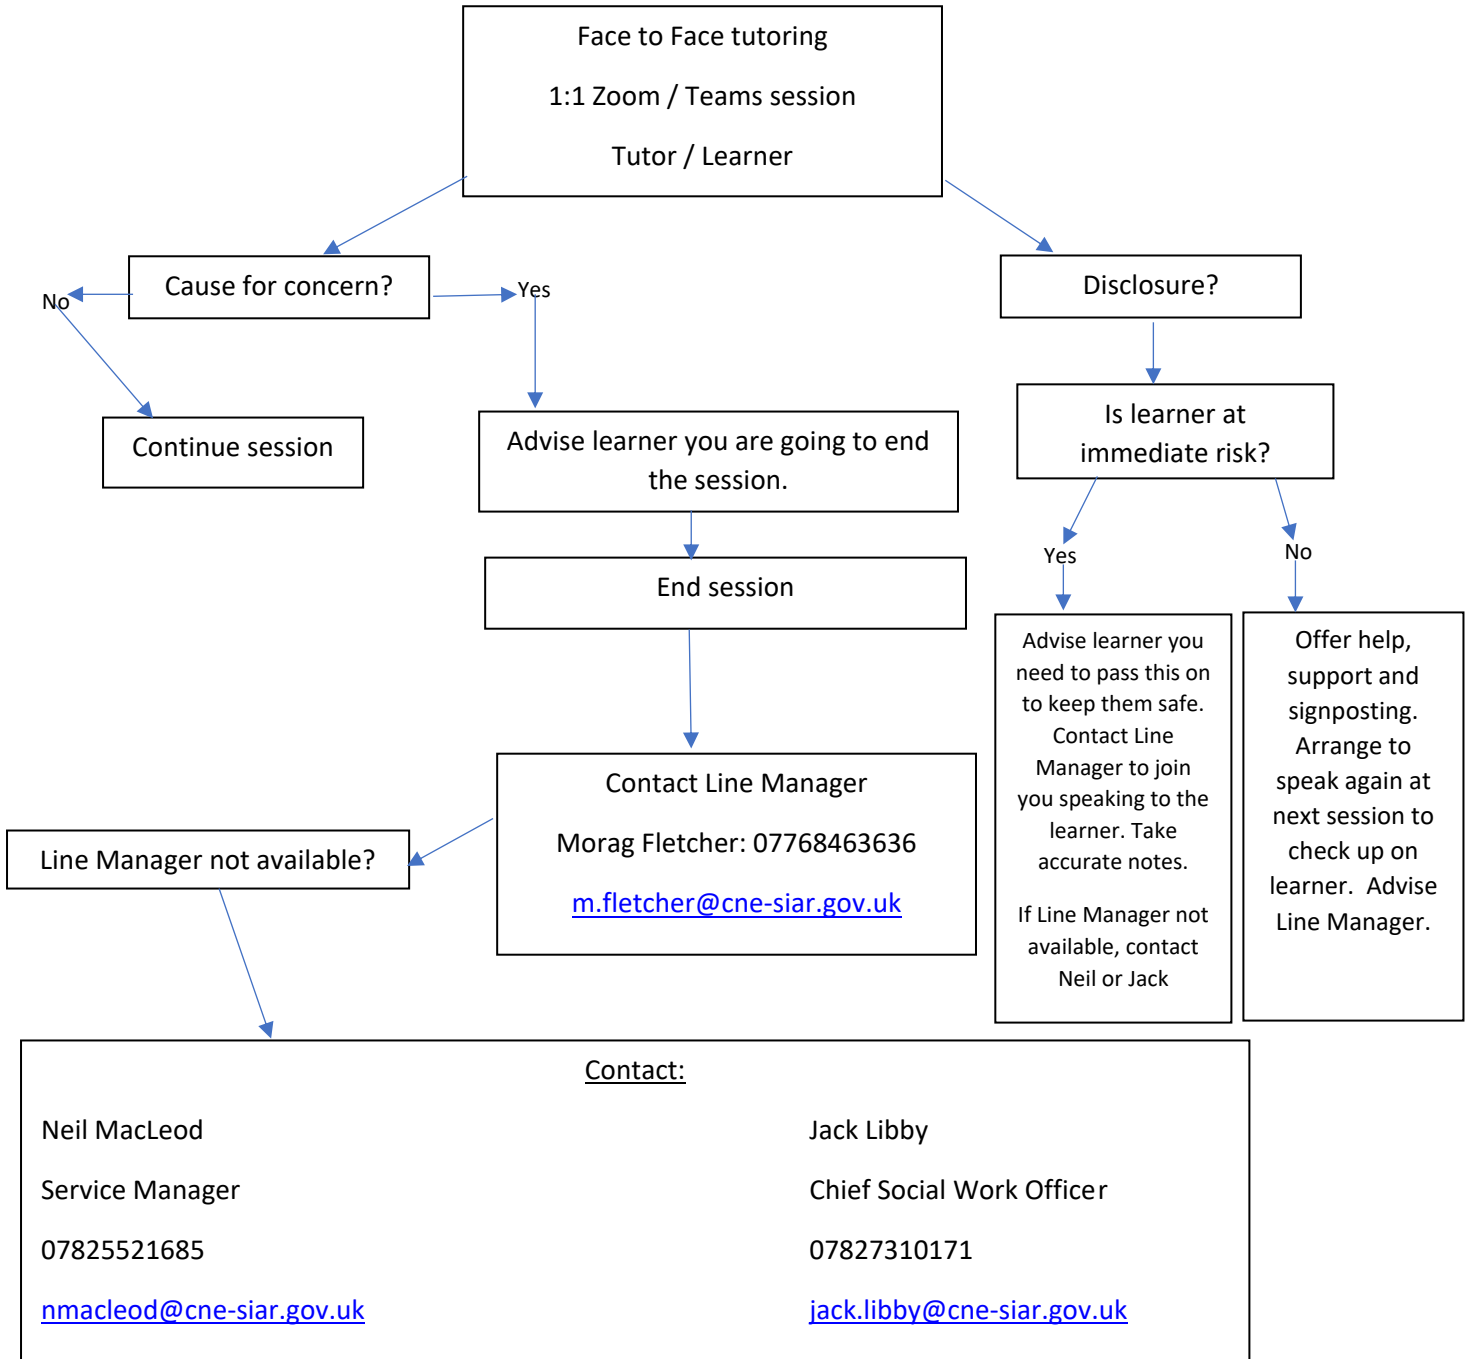 Face to Face tutoring
1:1 Zoom / Teams session
Tutor / Learner
Cause for concern?
No
Yes
Disclosure?
Continue session
Advise learner you are going to end
the session.
Is learner at
immediate risk?
End session
Yes
No
Advise learner you
need to pass this on
to keep them safe.
Contact Line
Manager to join
you speaking to the
learner. Take
accurate notes.
If Line Manager not
available, contact
Neil or Jack
Offer help,
support and
signposting.
Arrange to
speak again at
next session to
check up on
learner.  Advise
Line Manager.
Contact Line Manager
Morag Fletcher: 07768463636
m.fletcher@cne-siar.gov.uk
Line Manager not available?
Contact:
Neil MacLeod
Service Manager
07825521685
nmacleod@cne-siar.gov.uk
Jack Libby
Chief Social Work Officer
07827310171
jack.libby@cne-siar.gov.uk